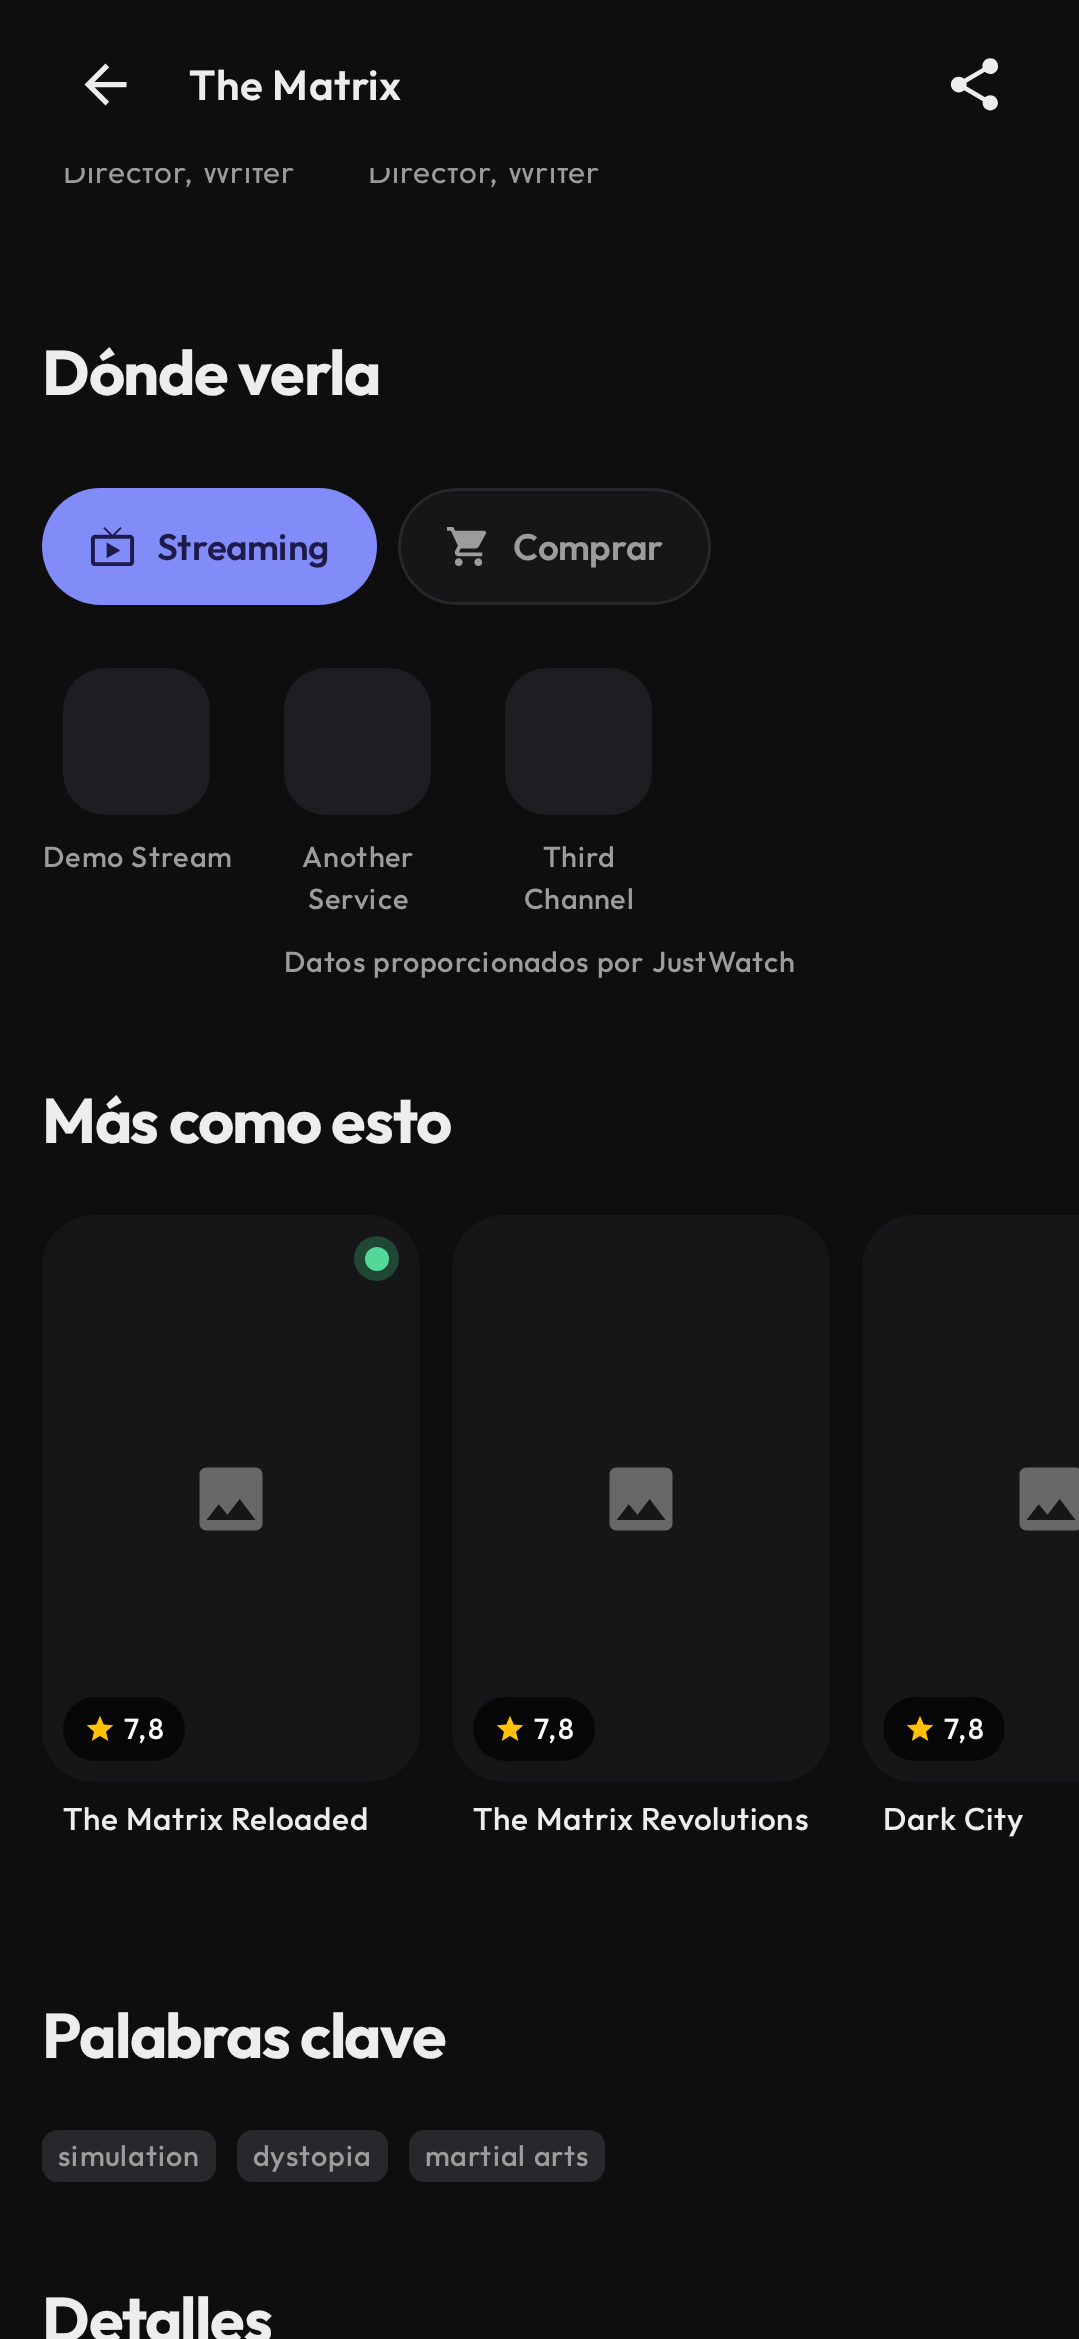 The Matrix
Director, Writer Director, Writer
Dónde verla
Streaming Comprar
Demo Stream Another Service Third Channel
Datos proporcionados por JustWatch
Más como esto
7,8 7,8 7,8
The Matrix Reloaded The Matrix Revolutions Dark City
Palabras clave
simulation dystopia martial arts
Detalles